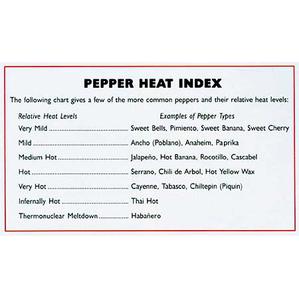 PEPPER HEAT INDEX
The following chart gives a few of the more common peppers and their relative heat levels:
Relative Heat Levels Examples of Pepper Types
Very Mild ........................ Sweet Bells, Pimiento, Sweet Banana, Sweet Cherry
Mild ........................ Ancho (Poblano), Anaheim, Paprika
Medium Hot ........................ Jalapeño, Hot Banana, Rocotillo, Cascabel
Hot ........................ Serrano, Chili de Arbol, Hot Yellow Wax
Very Hot ........................ Cayenne, Tabasco, Chiltepin (Piquin)
Infernally Hot ........................ Thai Hot
Thermonuclear Meltdown ............ Habañero